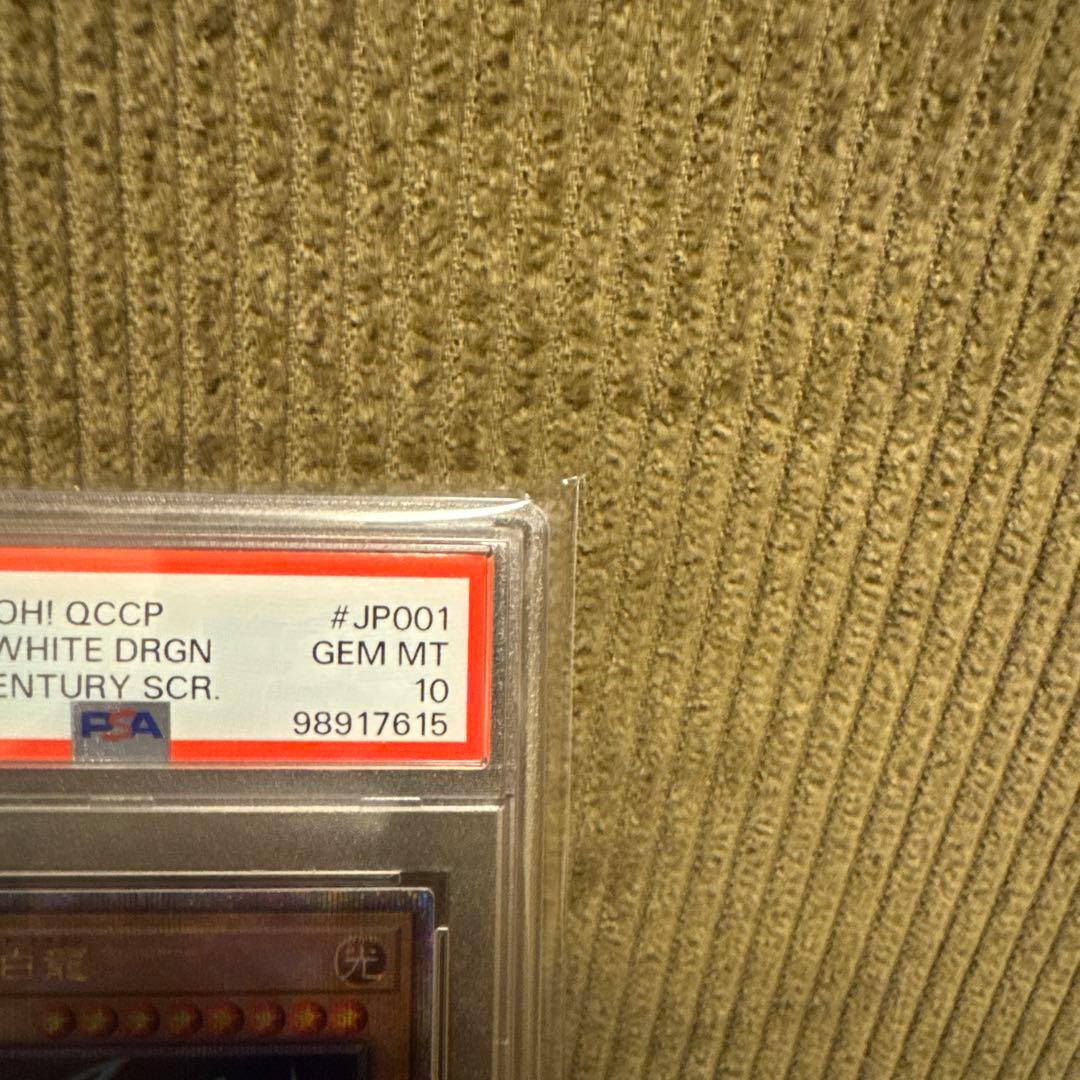 OH! QCCP #JP001
WHITE DRGN GEM MT
ENTURY SCR. 10
PSA 98917615
白龍 光